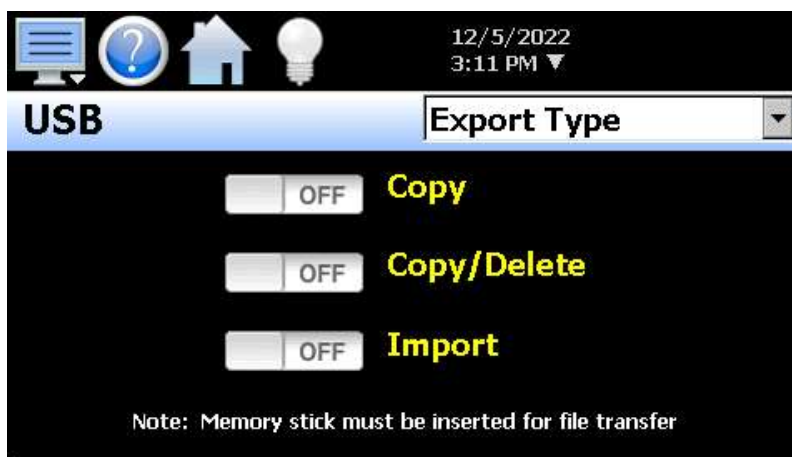 ?
12/5/2022
3:11 PM ▼
USB
Export Type
OFF Copy
OFF Copy/Delete
OFF Import
Note: Memory stick must be inserted for file transfer